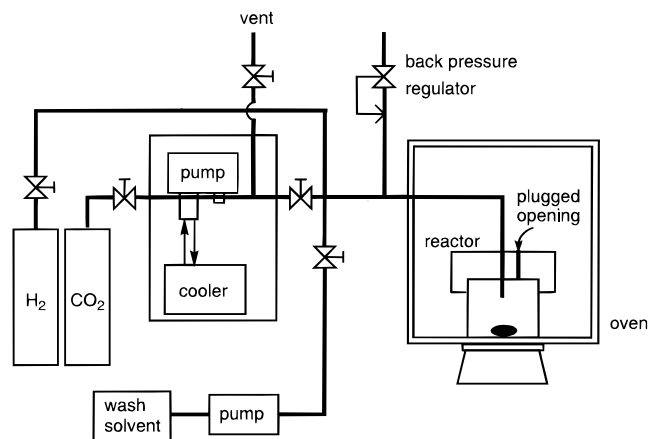 vent
back pressure
regulator
pump
plugged
opening
reactor
cooler
H₂
CO₂
oven
wash
solvent
pump